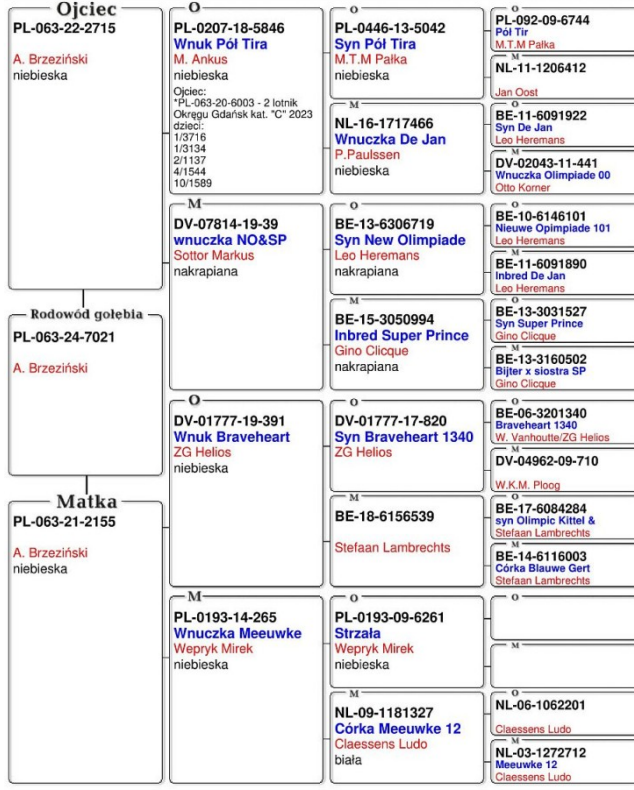 Ojciec
PL-063-22-2715
A. Brzeziński
niebieska
Rodowód gołębia
PL-063-24-7021
A. Brzeziński
Matka
PL-063-21-2155
A. Brzeziński
niebieska
O
PL-0207-18-5846
Wnuk Pół Tira
M. Ankus
niebieska
Ojciec:
*PL-063-20-6003 - 2 lotnik
Okręgu Gdańsk kat. "C" 2023
dzieci:
1/3716
1/3134
2/1137
4/1544
10/1589
M
DV-07814-19-39
wnuczka NO&SP
Sottor Markus
nakrapiana
O
DV-01777-19-391
Wnuk Braveheart
ZG Helios
niebieska
M
PL-0193-14-265
Wnuczka Meeuwke
Wepryk Mirek
niebieska
O
PL-0446-13-5042
Syn Pół Tira
M.T.M Pałka
niebieska
M
NL-16-1717466
Wnuczka De Jan
P.Paulssen
niebieska
O
BE-13-6306719
Syn New Olimpiade
Leo Heremans
nakrapiana
M
BE-15-3050994
Inbred Super Prince
Gino Clicque
nakrapiana
O
DV-01777-17-820
Syn Braveheart 1340
ZG Helios
M
BE-18-6156539
Stefaan Lambrechts
O
PL-0193-09-6261
Strzała
Wepryk Mirek
niebieska
M
NL-09-1181327
Córka Meeuwke 12
Claessens Ludo
biała
O
PL-092-09-6744
Pół Tir
M.T.M Pałka
M
NL-11-1206412
Jan Oost
O
BE-11-6091922
Syn De Jan
Leo Heremans
M
DV-02043-11-441
Wnuczka Olimpiade 00
Otto Korner
O
BE-10-6146101
Nieuwe Opimpiade 101
Leo Heremans
M
BE-11-6091890
Inbred De Jan
Leo Heremans
O
BE-13-3031527
Syn Super Prince
Gino Clicque
M
BE-13-3160502
Bijter x siostra SP
Gino Clicque
O
BE-06-3201340
Braveheart 1340
W. Vanhoutte/ZG Helios
M
DV-04962-09-710
W.K.M. Ploog
O
BE-17-6084284
syn Olimpic Kittel &
Stefaan Lambrechts
M
BE-14-6116003
Córka Blauwe Gert
Stefaan Lambrechts
O
M
O
NL-06-1062201
Claessens Ludo
M
NL-03-1272712
Meeuwke 12
Claessens Ludo